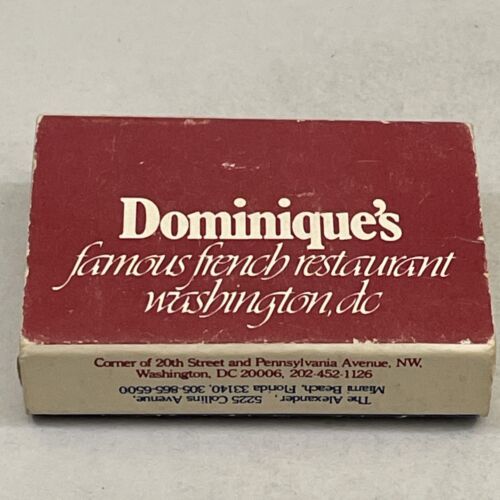 Dominique's
famous french restaurant
washington, dc
Corner of 20th Street and Pennsylvania Avenue, NW,
Washington, DC 20006, 202-452-1126
The Alexander, 5225 Collins Avenue,
Miami Beach, Florida 33140, 305-865-6500